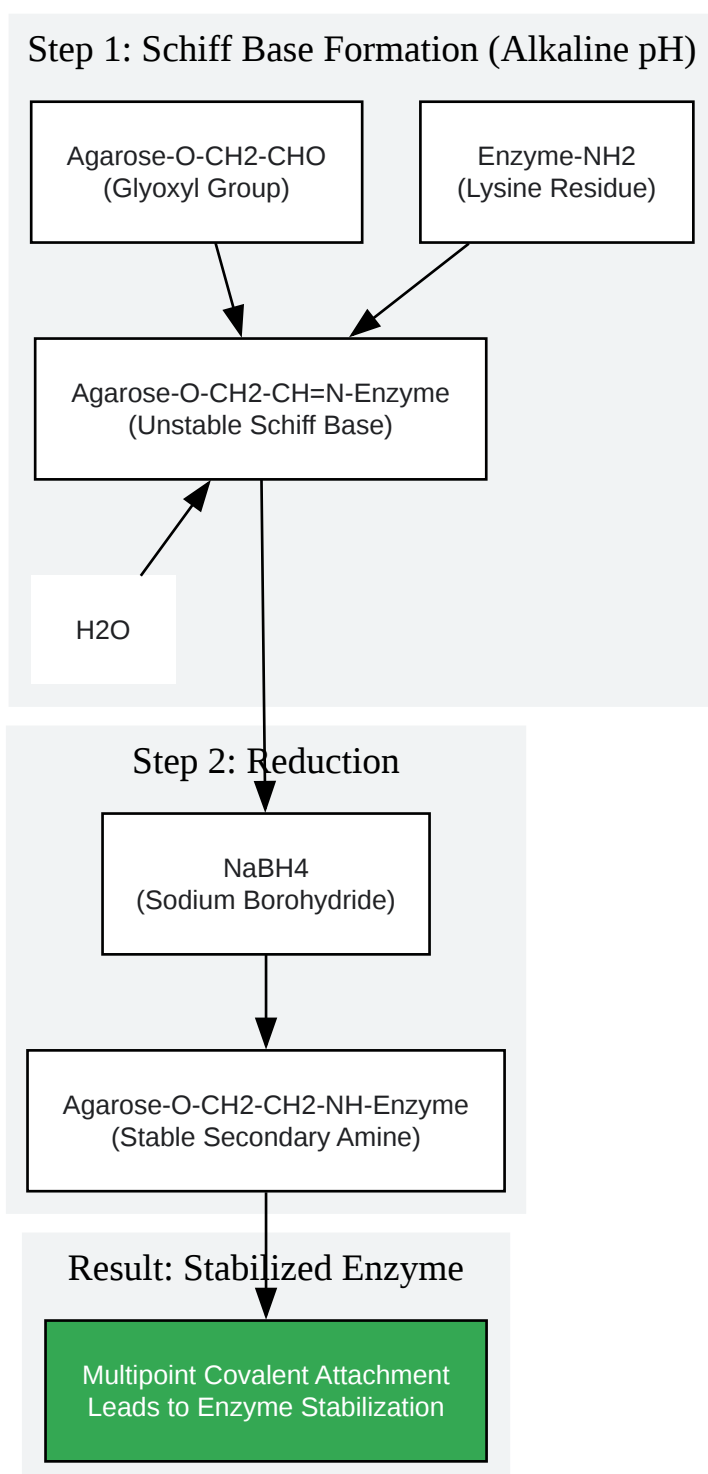 Step 1: Schiff Base Formation (Alkaline pH)
Agarose-O-CH2-CHO
(Glyoxyl Group)
Enzyme-NH2
(Lysine Residue)
Agarose-O-CH2-CH=N-Enzyme
(Unstable Schiff Base)
H2O
Step 2: Reduction
NaBH4
(Sodium Borohydride)
Agarose-O-CH2-CH2-NH-Enzyme
(Stable Secondary Amine)
Result: Stabilized Enzyme
Multipoint Covalent Attachment
Leads to Enzyme Stabilization